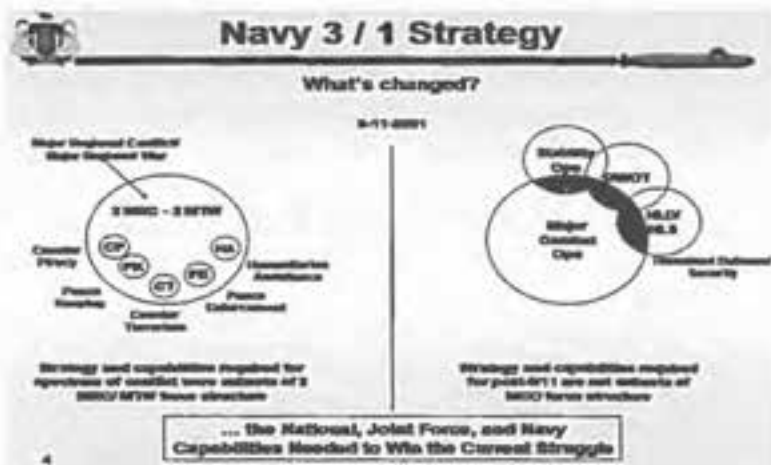 Navy 3 / 1 Strategy
What's changed?
9-11-2001
Major Regional Conflict/
Major Regional War
2 MRC - 2 MTW
CP
PK
CT
PE
HA
Counter
Piracy
Peace
Keeping
Counter
Terrorism
Peace
Enforcement
Humanitarian
Assistance
Strategy and capabilities required for
spectrum of conflict were subsets of 2
MRC/ MTW force structure
Stability
Ops
GWOT
HLD/
HLS
Major
Combat
Ops
Homeland Defense/
Security
Strategy and capabilities required
for post-9/11 are not subsets of
MCO force structure
... the National, Joint Force, and Navy
Capabilities Needed to Win the Current Struggle
4